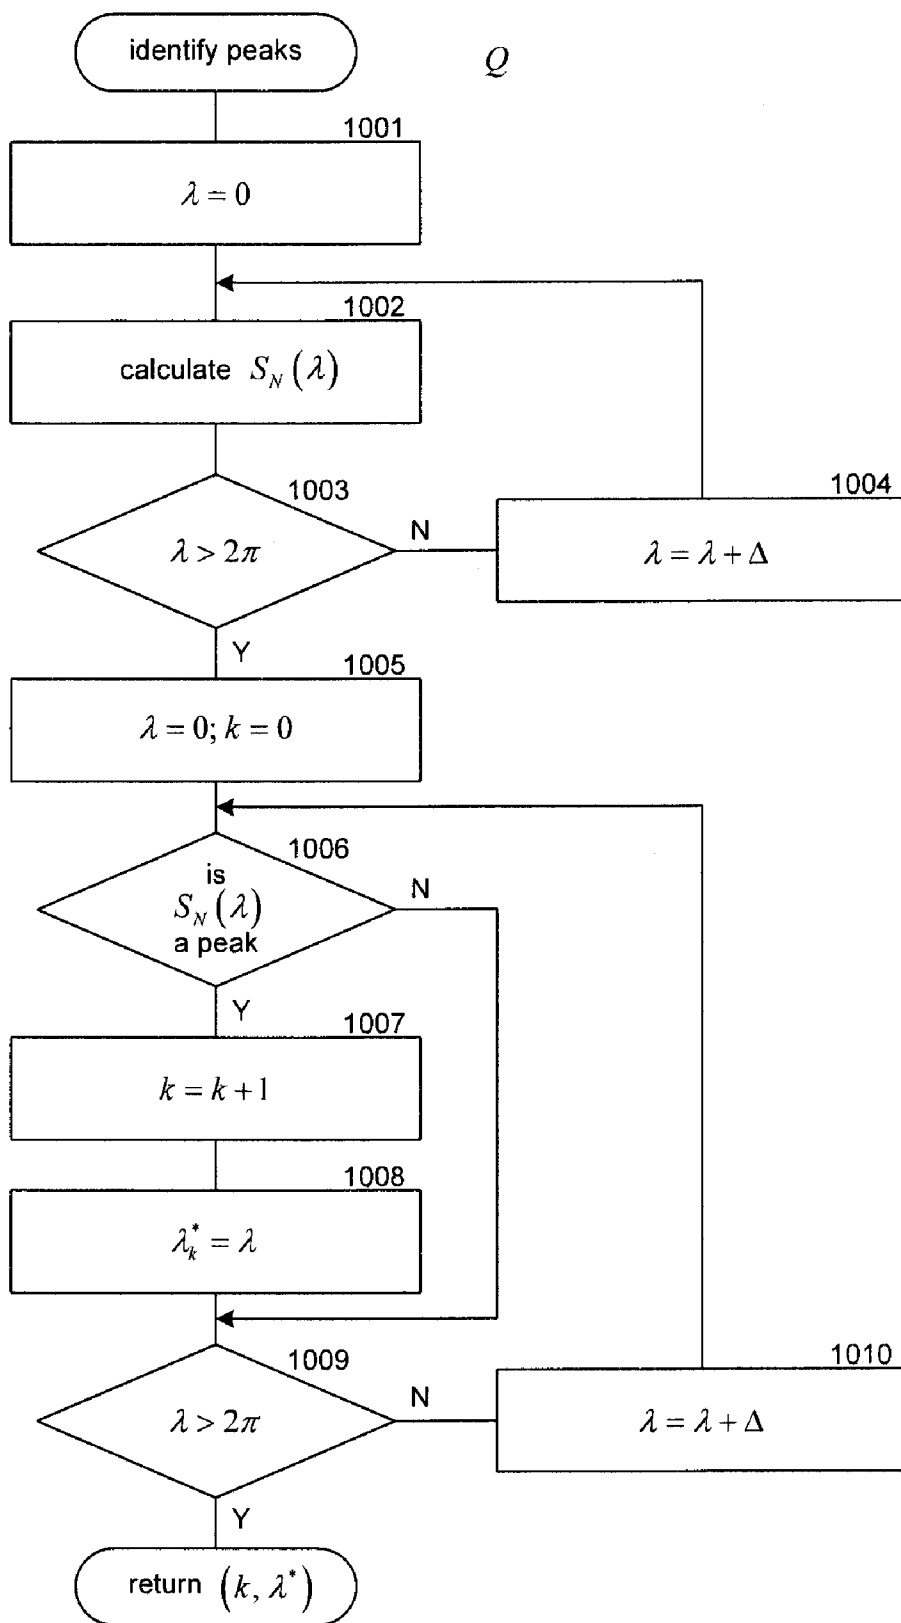 identify peaks
Q
1001
λ = 0
1002
calculate S_N(λ)
1003
λ > 2π
N
1004
λ = λ + Δ
Y
1005
λ = 0; k = 0
1006
is
S_N(λ)
a peak
N
Y
1007
k = k + 1
1008
λ_k^* = λ
1009
λ > 2π
N
1010
λ = λ + Δ
Y
return (k, λ^*)